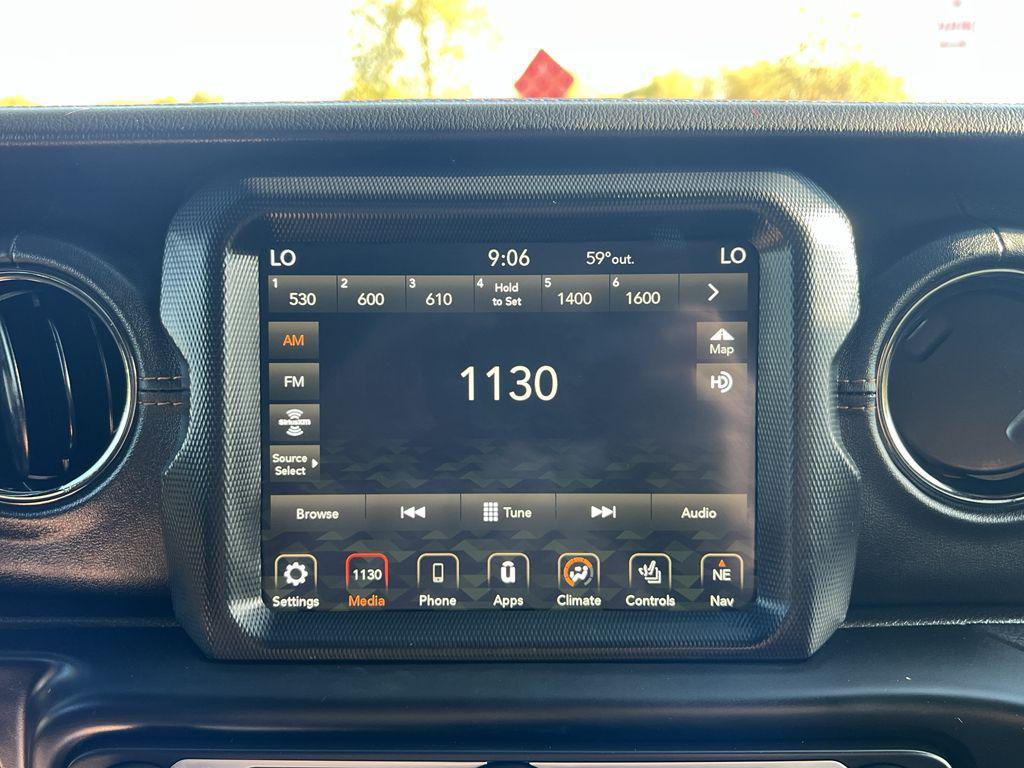 LO 9:06 59°out. LO
1 530 2 600 3 610 4 Hold to Set 5 1400 6 1600
AM
Map
FM
1130
HD
SiriusXM
Source
Select
Browse Tune Audio
1130 NE
Settings Media Phone Apps Climate Controls Nav